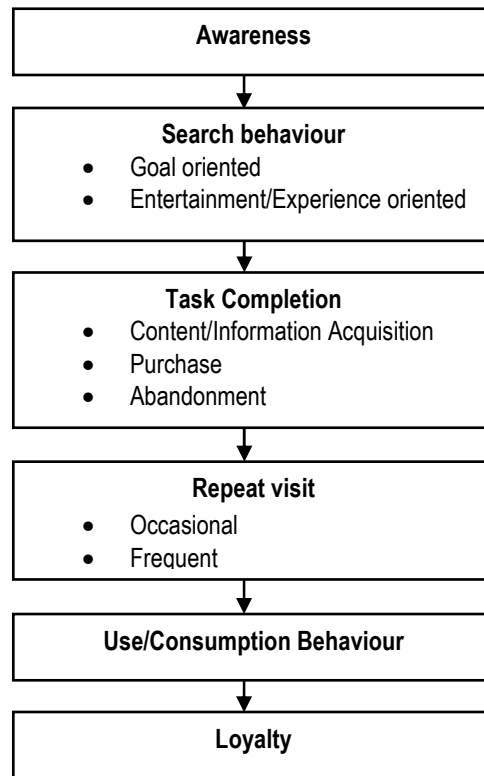 Awareness
Search behaviour
• Goal oriented
• Entertainment/Experience oriented
Task Completion
• Content/Information Acquisition
• Purchase
• Abandonment
Repeat visit
• Occasional
• Frequent
Use/Consumption Behaviour
Loyalty